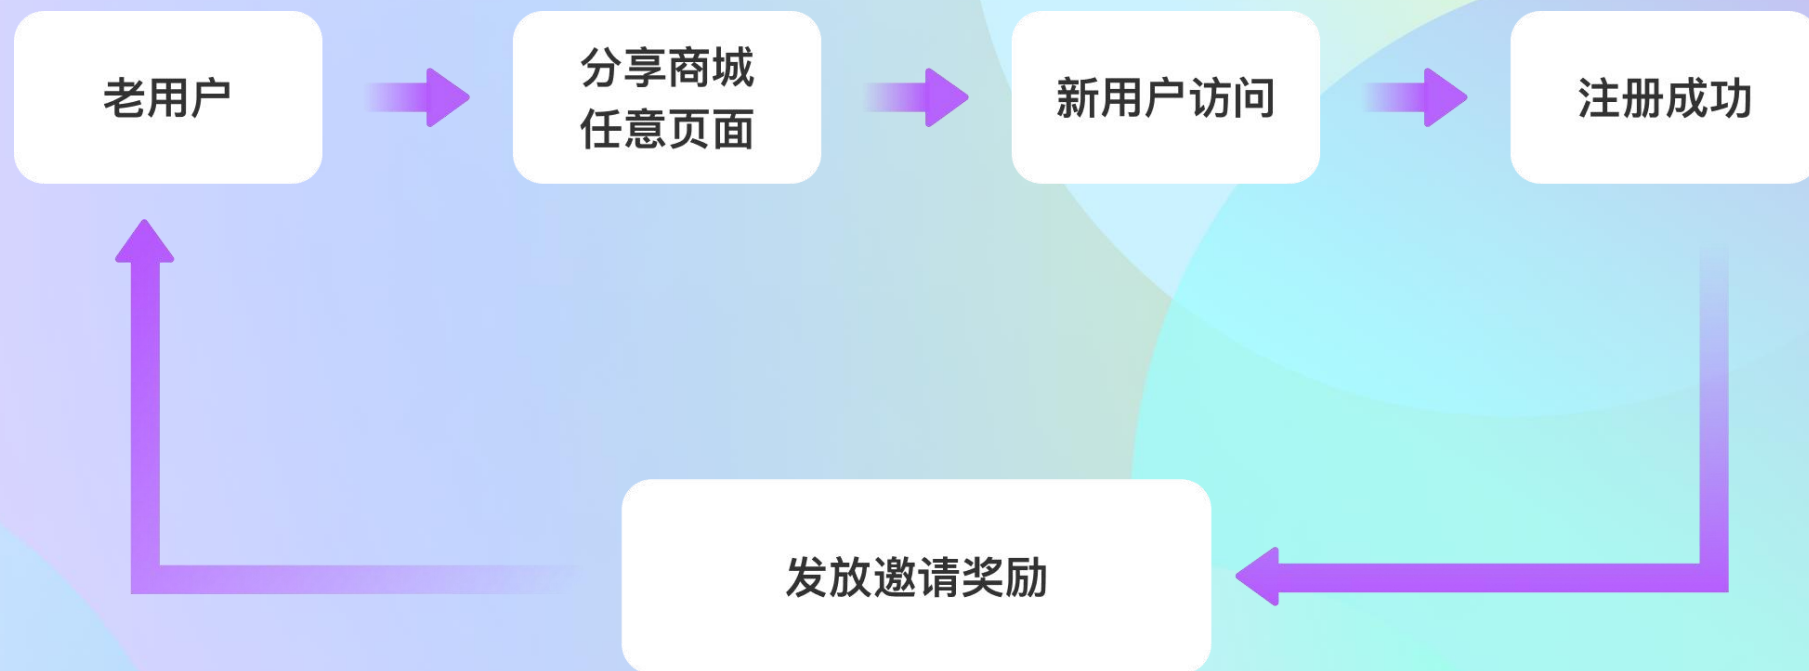 老用户
分享商城
任意页面
新用户访问
注册成功
发放邀请奖励